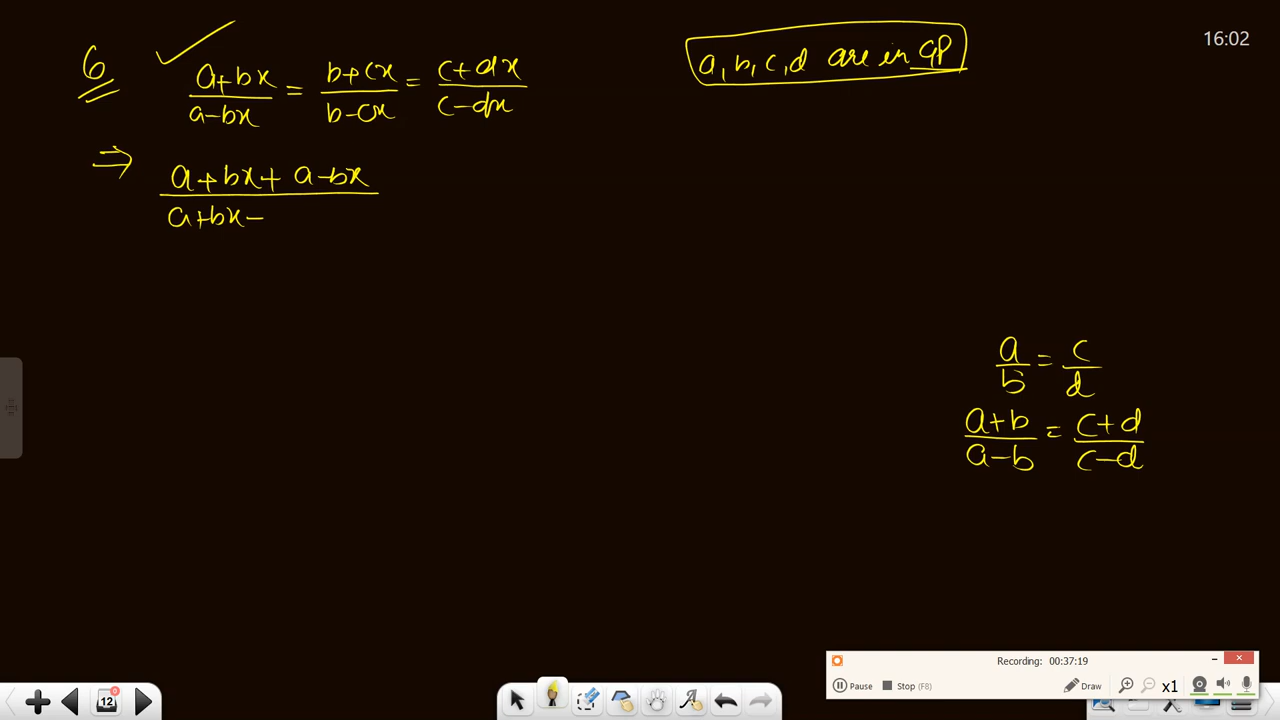 16:02
6 ✓ a+bx/a-bx = b+cx/b-cx = c+dx/c-dx
a,b,c,d are in GP
⇒ a+bx+a-bx/a+bx-
a/b = c/d
a+b/a-b = c+d/c-d
Recording: 00:37:19
Pause Stop (F8) Draw x1
12 0